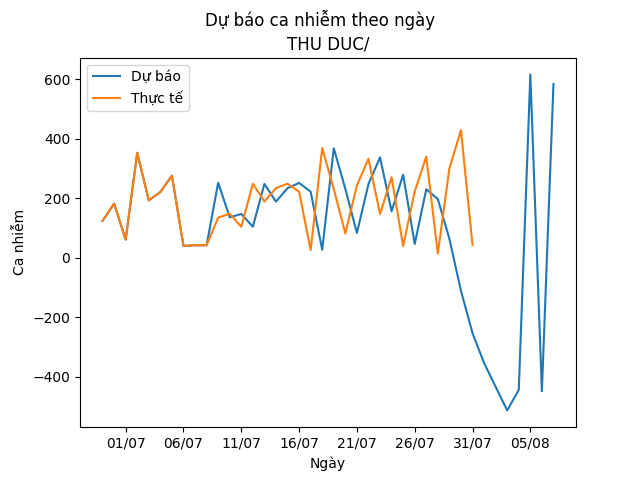 Dự báo ca nhiễm theo ngày
THU DUC/
Dự báo
Thực tế
600
400
200
0
−200
−400
Ca nhiễm
01/07 06/07 11/07 16/07 21/07 26/07 31/07 05/08
Ngày